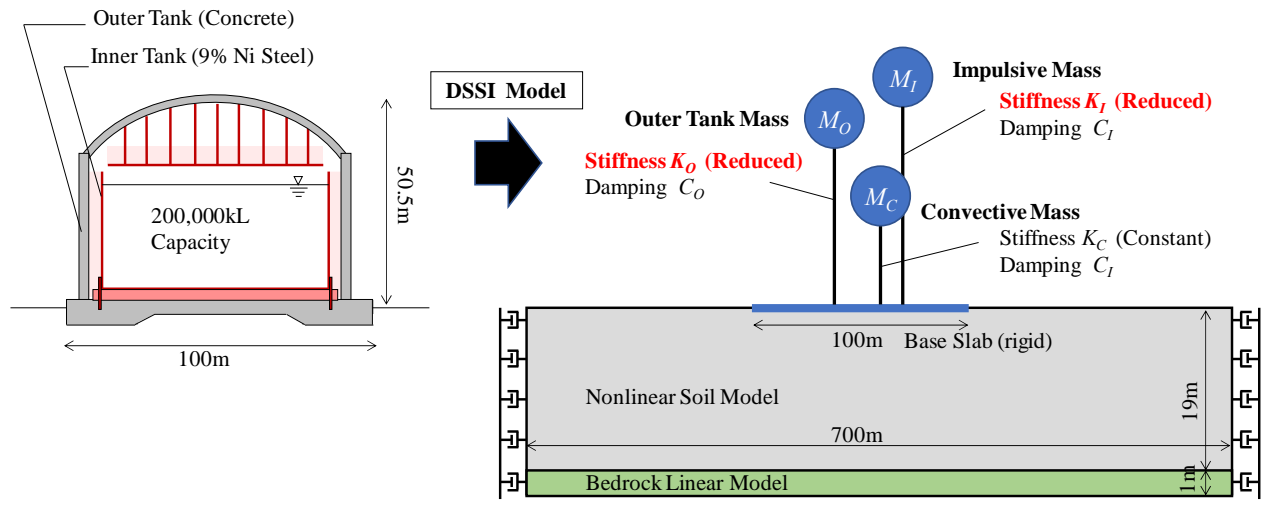 Outer Tank (Concrete)
Inner Tank (9% Ni Steel)
200,000kL
Capacity
50.5m
100m
DSSI Model
M_O
M_I
M_C
Outer Tank Mass
Stiffness K_O (Reduced)
Damping C_O
Impulsive Mass
Stiffness K_I (Reduced)
Damping C_I
Convective Mass
Stiffness K_C (Constant)
Damping C_I
100m
Base Slab (rigid)
Nonlinear Soil Model
700m
19m
Bedrock Linear Model
1m